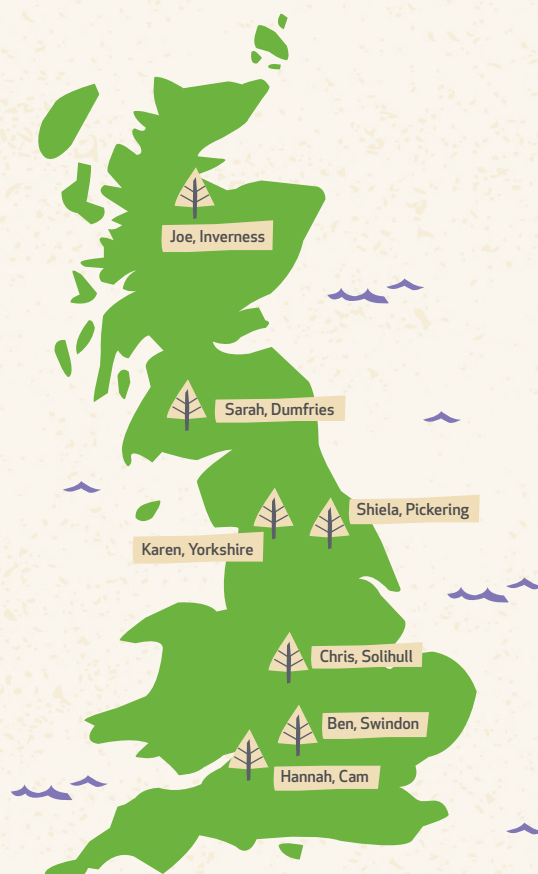 Joe, Inverness
Sarah, Dumfries
Shiela, Pickering
Karen, Yorkshire
Chris, Solihull
Ben, Swindon
Hannah, Cam